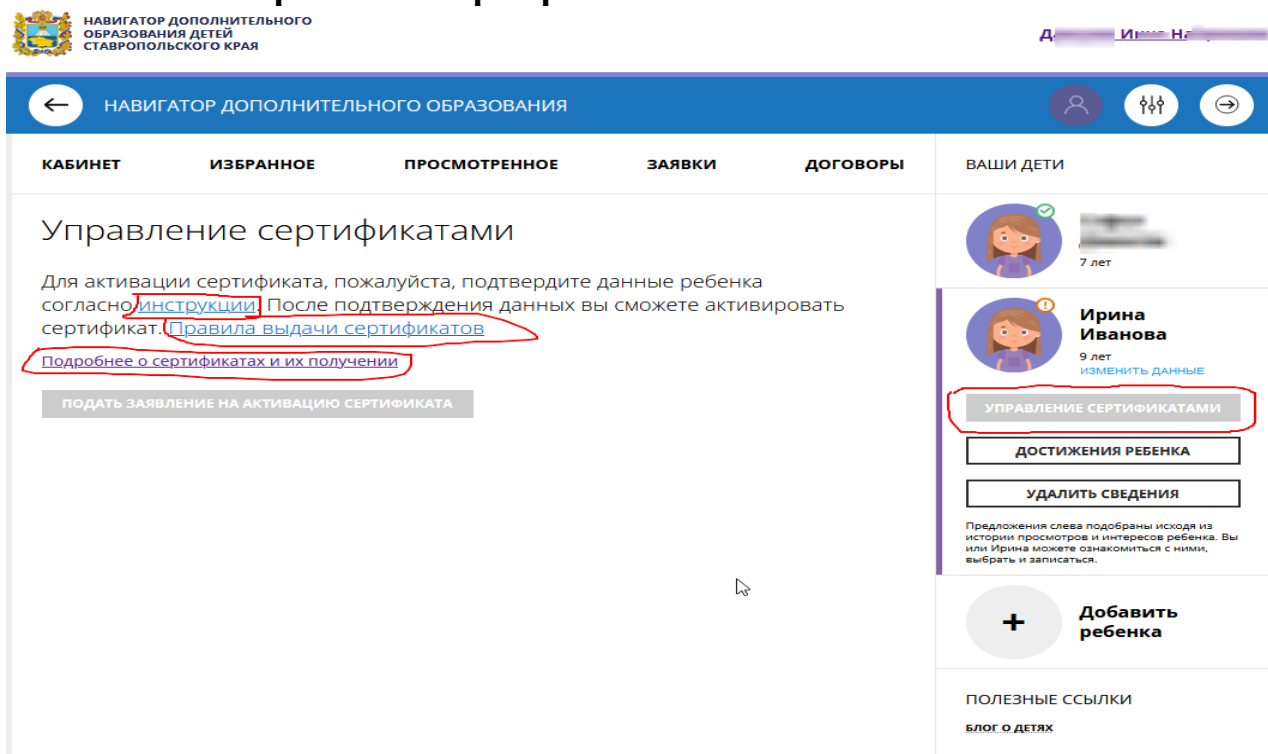 НАВИГАТОР ДОПОЛНИТЕЛЬНОГО
ОБРАЗОВАНИЯ ДЕТЕЙ
СТАВРОПОЛЬСКОГО КРАЯ
НАВИГАТОР ДОПОЛНИТЕЛЬНОГО ОБРАЗОВАНИЯ
КАБИНЕТ ИЗБРАННОЕ ПРОСМОТРЕННОЕ ЗАЯВКИ ДОГОВОРЫ
Управление сертификатами
Для активации сертификата, пожалуйста, подтвердите данные ребенка
согласно инструкции. После подтверждения данных вы сможете активировать
сертификат. Правила выдачи сертификатов
Подробнее о сертификатах и их получении
ПОДАТЬ ЗАЯВЛЕНИЕ НА АКТИВАЦИЮ СЕРТИФИКАТА
ВАШИ ДЕТИ
7 лет
Ирина
Иванова
9 лет
ИЗМЕНИТЬ ДАННЫЕ
УПРАВЛЕНИЕ СЕРТИФИКАТАМИ
ДОСТИЖЕНИЯ РЕБЕНКА
УДАЛИТЬ СВЕДЕНИЯ
Предложения слева подобраны исходя из
истории просмотров и интересов ребенка. Вы
или Ирина можете ознакомиться с ними,
выбрать и записаться.
+ Добавить
ребенка
ПОЛЕЗНЫЕ ССЫЛКИ
БЛОГ О ДЕТЯХ